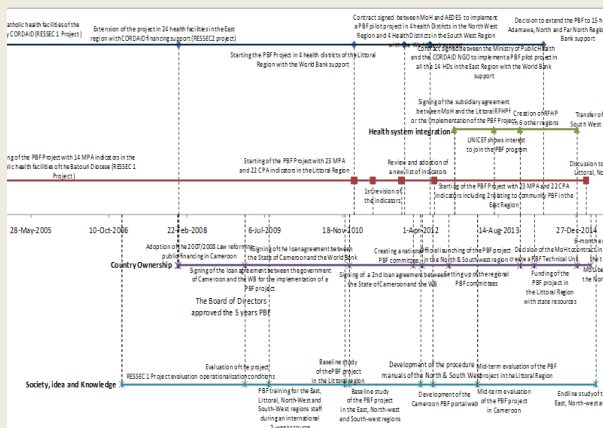 atholic health facilities of the
y CORDAID (RESSEC 1 Project)
Extension of the project in 24 health facilities in the East
region with CORDAID financing support (RESSEC2 project)
Starting the PBF Project in 4 health districts of the Littoral
Region with the World Bank support
Contract signed between MoH and AEDES to implement
a PBF pilot project in 4 health Districts in the North West
Region and 4 Health Districts in the South West Region
with the
Contract signed between the Ministry of Public Health
and the CORDAID NGO to implement a PBF pilot project in
all the 14 HDs in the East Region with the World Bank
support
Decision to extend the PBF to 15 h
Adamawa, North and Far North Region
Bank support
Health system integration
Signing of the subsidiary agreement
between MoH and the Littoral RFHP f
or the Implementation of the PBF Project
Creation of RFHP
in 6 other regions
Transfer of
South West
UNICEF shows interest
to join the PBF program
ng of the PBF Project with 14 MPA indicators in the
lic health facilities of the Batouri Diocese (RESSEC 1
Project)
Starting of the PBF Project with 23 MPA
and 22 CPA indicators in the Littoral Region
1st revision of
the indicators
Review and adoption of
a new list of indicators
Starting of the PBF Project with 23 MPA and 22 CPA
indicators including 2 relating to community PBF in the
East Region
Discussion to
Littoral, No
28-May-2005
10-Oct-2006
22-Feb-2008
6-Jul-2009
18-Nov-2010
1-Apr-2012
14-Aug-2013
27-Dec-2014
Country Ownership
Adoption of the 2007/2008 Law reforming
public financing in Cameroon
Signing of the loan agreement between the government
of Cameroon and the WB for the implementation of a
PBF project
Signing of the loan agreement between the
State of Cameroon and the World Bank
Creating a national
PBF committee
Signing of a 2nd loan agreement between
the State of Cameroon and the WB
Official launching of the PBF project
in the North & South west region
Setting up of the regional
PBF committees
Decision of the MoH to
create a PBF Technical Unit
contracts in
the N
Funding of the
PBF project in
the Littoral Region
with state resources
6-months e
MoU be
the Nor
The Board of Directors
approved the 5 years PBF
Society, idea and Knowledge
Evaluation of the project
RESSEC 1 Project evaluation operationalization conditions
PBF training for the East,
Littoral, North-West and
South-West regions staff
during an international
2-week course
Baseline study
of the PBF project
in the Littoral region
Baseline study
of the PBF project
in the East, North-west
and South-west regions
Development of the procedure
manuals of the North & South West
Development of the
Cameroon PBF portal web
Mid-term evaluation of the PBF
project in the Littoral Region
Mid-term evaluation
of the PBF project
in Cameroon
Endline study of t
East, North-west a